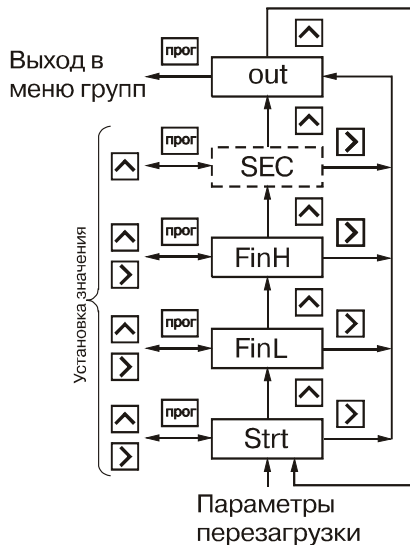 прог
Выход в
меню групп
out
прог
SEC
прог
FinH
прог
FinL
прог
Strt
Установка значения
Параметры
перезагрузки